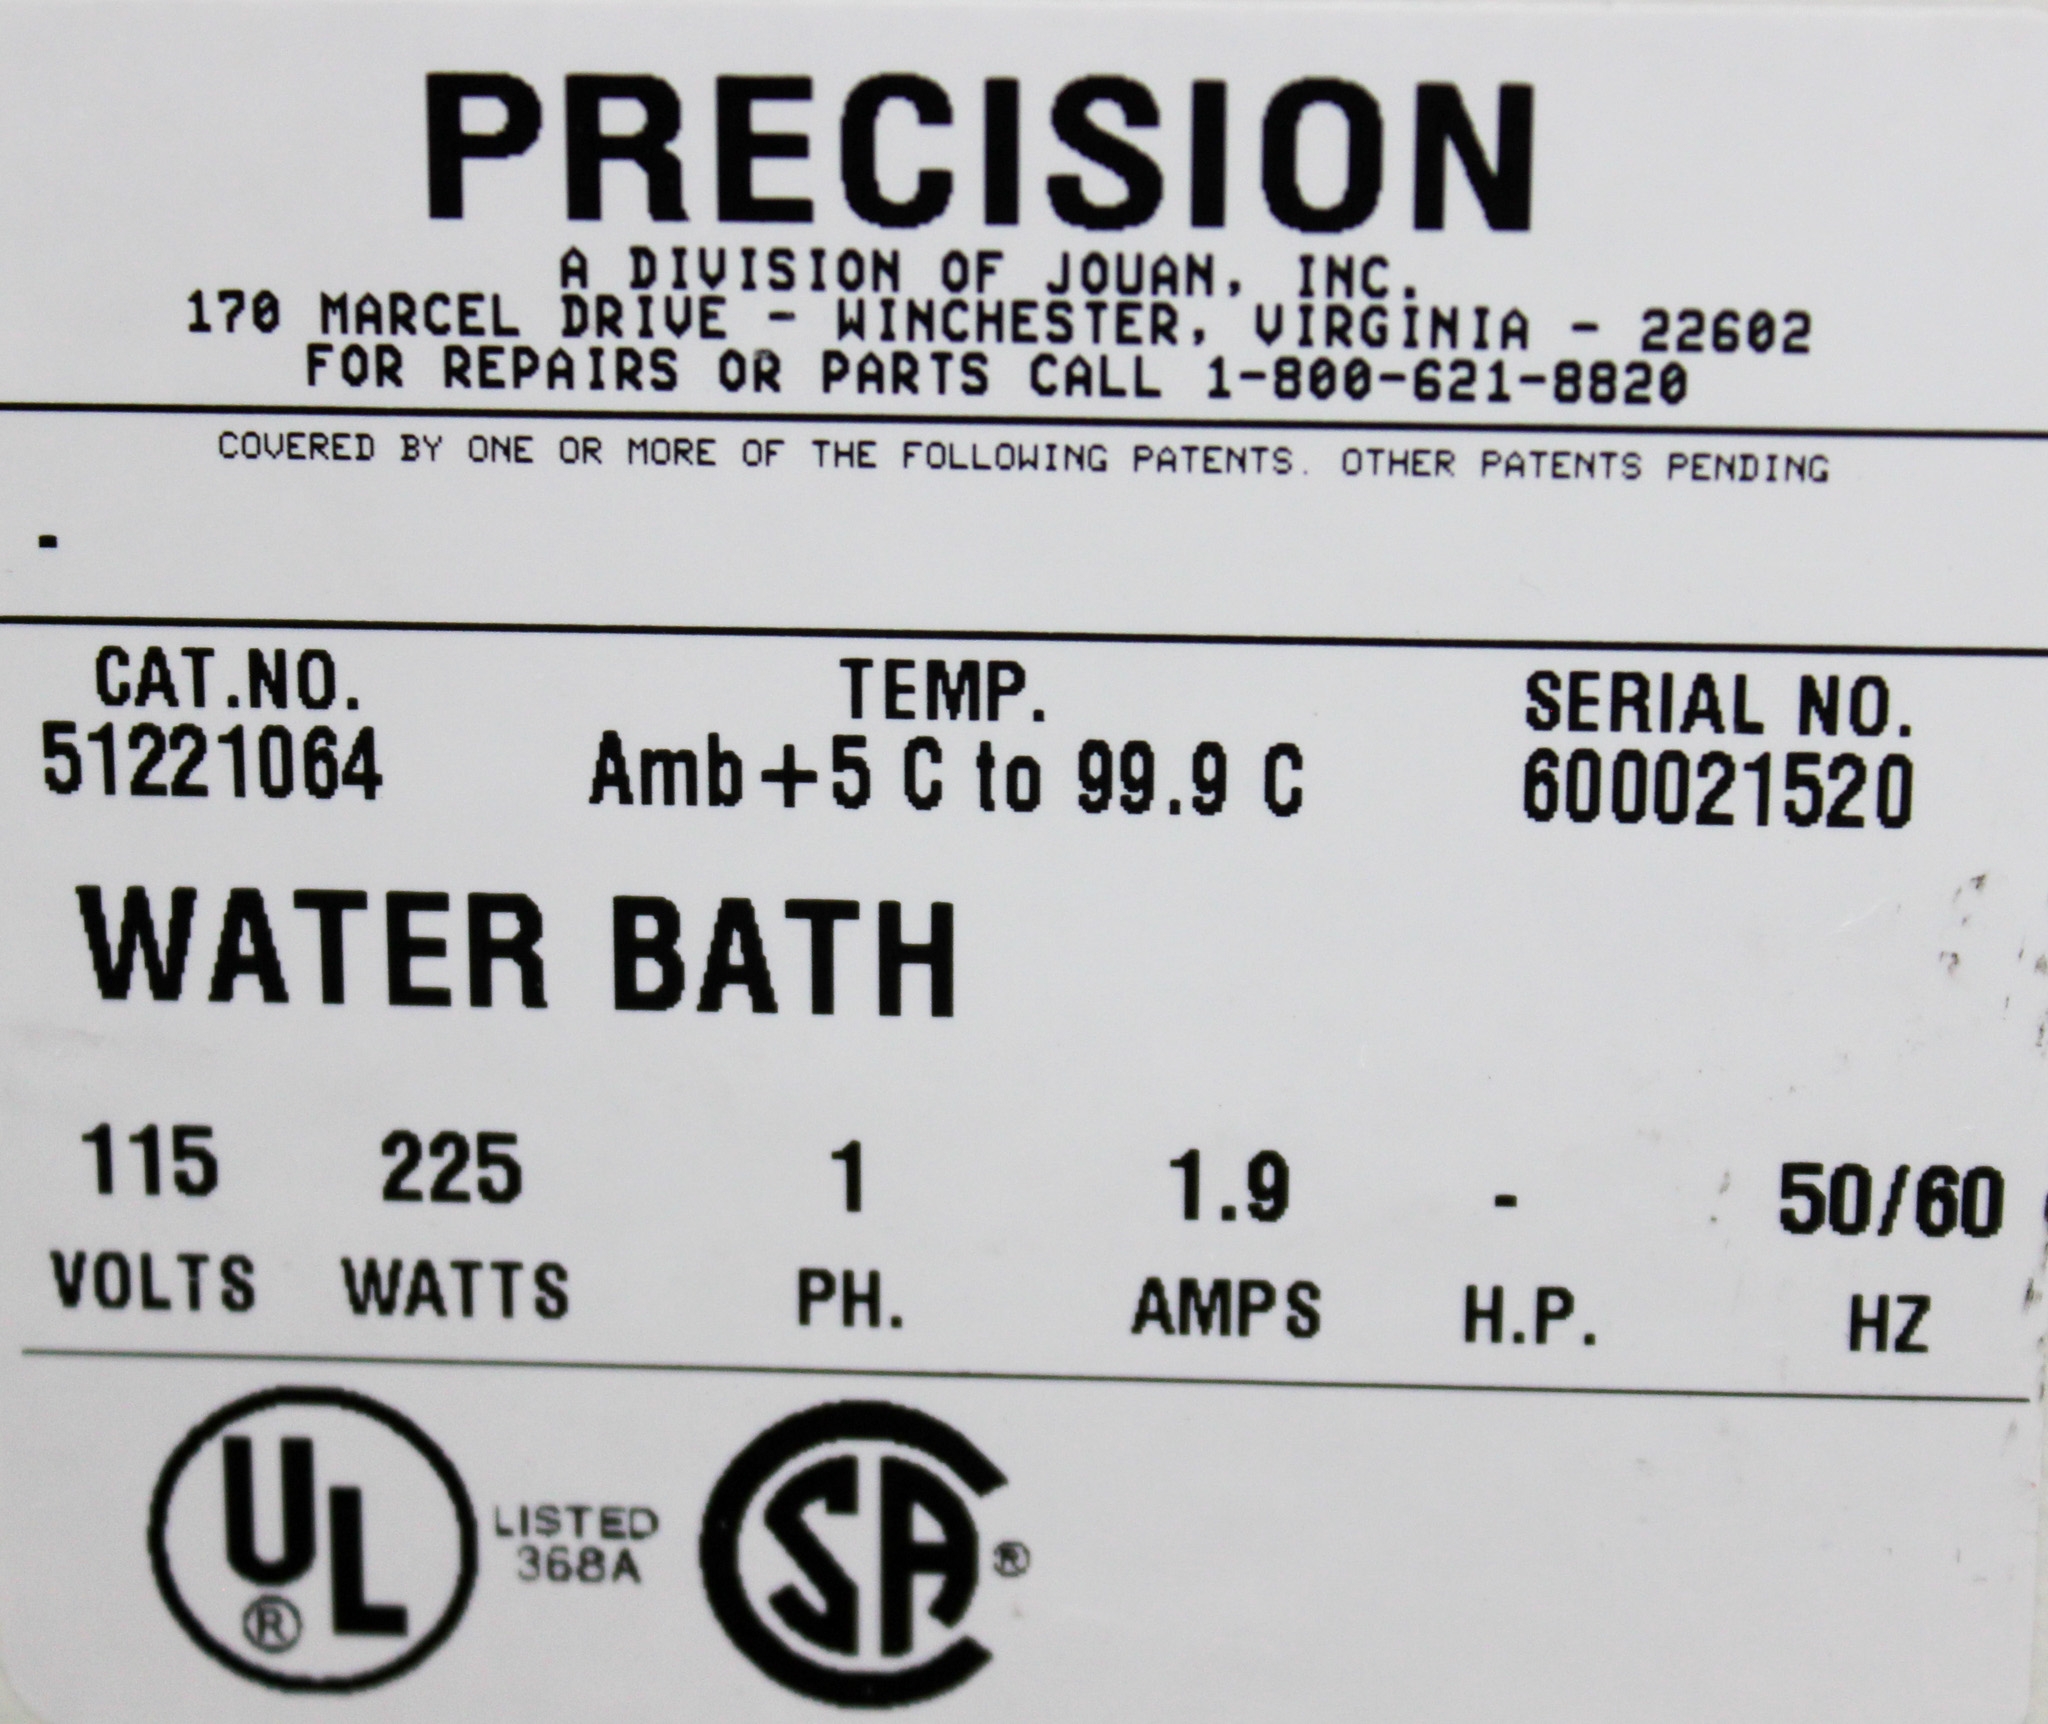 PRECISION
A DIVISION OF JOUAN, INC.
170 MARCEL DRIVE - WINCHESTER, VIRGINIA - 22602
FOR REPAIRS OR PARTS CALL 1-800-621-8820
COVERED BY ONE OR MORE OF THE FOLLOWING PATENTS. OTHER PATENTS PENDING
-
CAT.NO. TEMP. SERIAL NO.
51221064 Amb+5 C to 99.9 C 600021520
WATER BATH
115 225 1 1.9 - 50/60
VOLTS WATTS PH. AMPS H.P. HZ
UL ® LISTED 368A
CSA ®